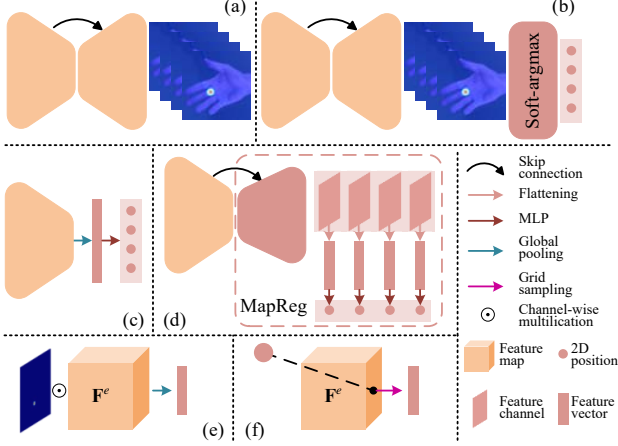 (a)
(b)
Soft-argmax
(c)
(d)
MapReg
Skip
connection
Flattening
MLP
Global
pooling
Grid
sampling
Channel-wise
multilication
(e)
F^e
(f)
F^e
Feature
map
2D
position
Feature
channel
Feature
vector